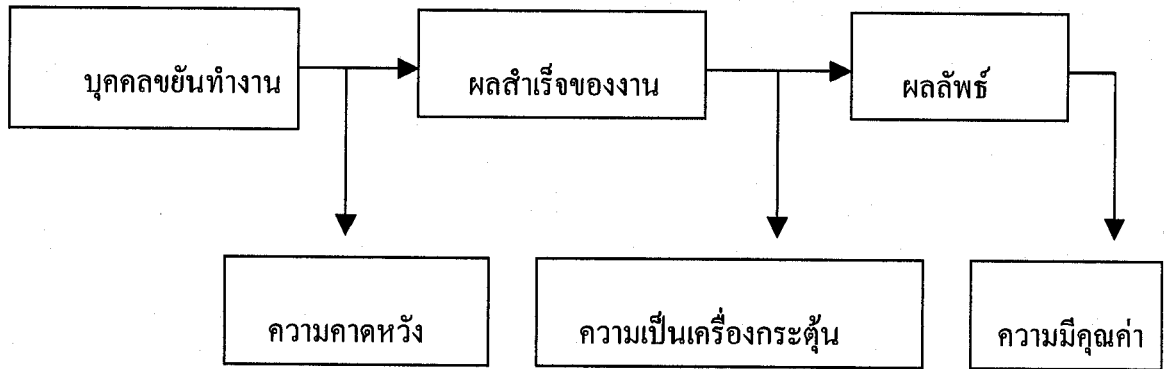 บุคคลขยันทำงาน
ผลสำเร็จของงาน
ผลลัพธ์
ความคาดหวัง
ความเป็นเครื่องกระตุ้น
ความมีคุณค่า